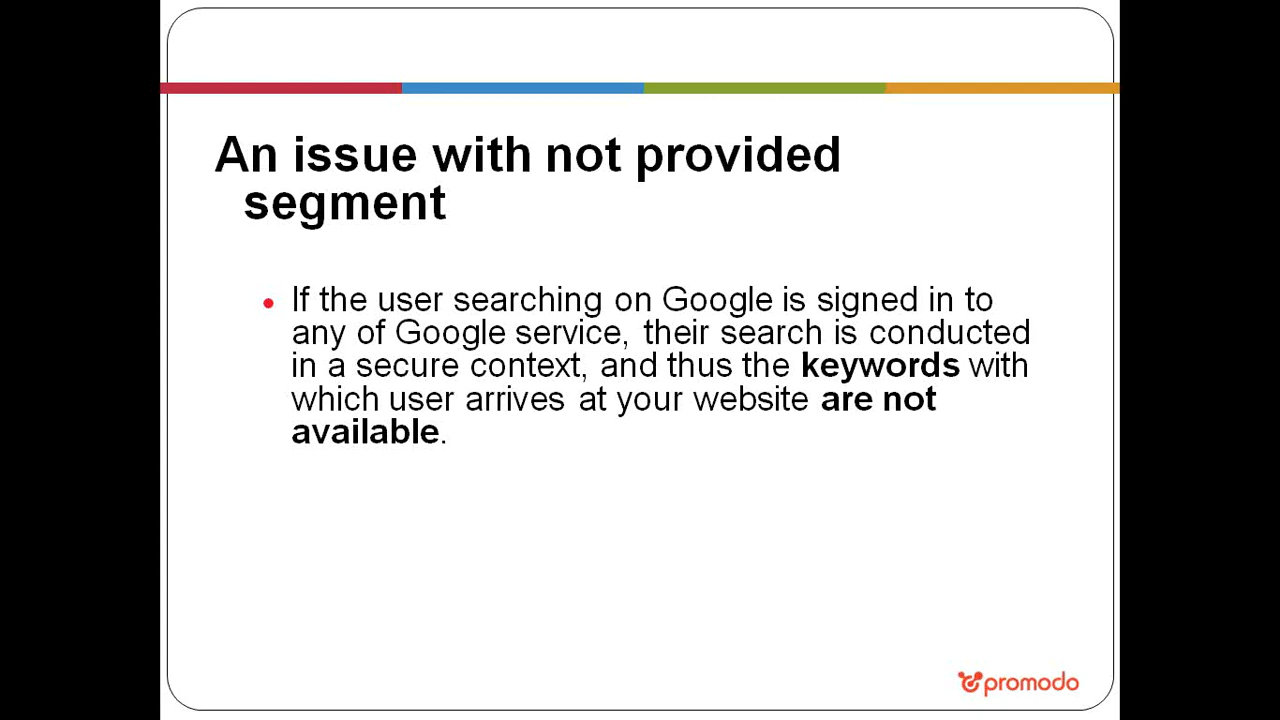 An issue with not provided
segment
• If the user searching on Google is signed in to
any of Google service, their search is conducted
in a secure context, and thus the keywords with
which user arrives at your website are not
available.
promodo